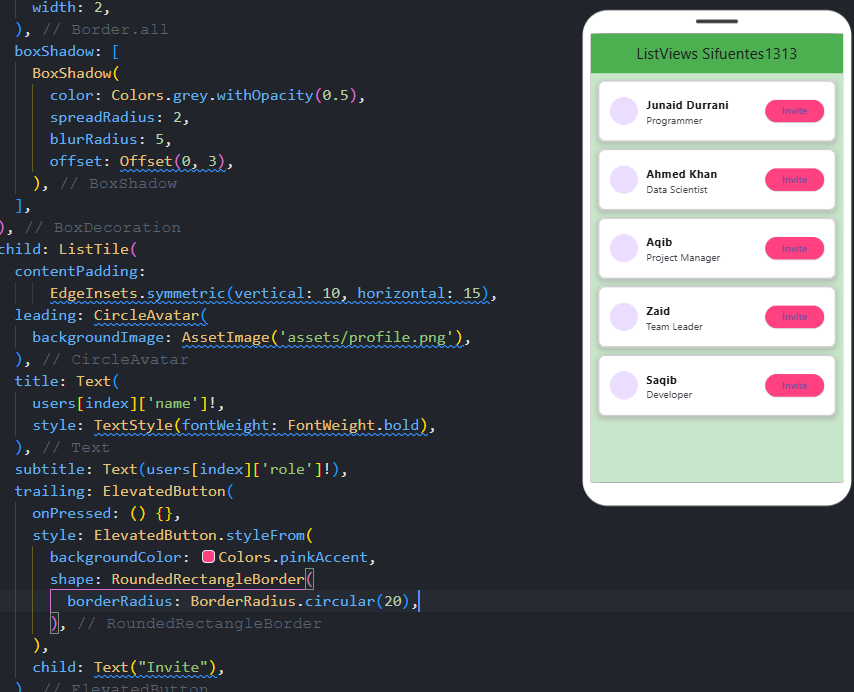 width: 2,
), // Border.all
boxShadow: [
BoxShadow(
color: Colors.grey.withOpacity(0.5),
spreadRadius: 2,
blurRadius: 5,
offset: Offset(0, 3),
), // BoxShadow
],
), // BoxDecoration
child: ListTile(
contentPadding:
EdgeInsets.symmetric(vertical: 10, horizontal: 15),
leading: CircleAvatar(
backgroundImage: AssetImage('assets/profile.png'),
), // CircleAvatar
title: Text(
users[index]['name']!,
style: TextStyle(fontWeight: FontWeight.bold),
), // Text
subtitle: Text(users[index]['role']!),
trailing: ElevatedButton(
onPressed: () {},
style: ElevatedButton.styleFrom(
backgroundColor: Colors.pinkAccent,
shape: RoundedRectangleBorder(
borderRadius: BorderRadius.circular(20),
), // RoundedRectangleBorder
),
child: Text("Invite"),
), // ElevatedButton
ListViews Sifuentes1313
Junaid Durrani
Programmer
Invite
Ahmed Khan
Data Scientist
Invite
Aqib
Project Manager
Invite
Zaid
Team Leader
Invite
Saqib
Developer
Invite